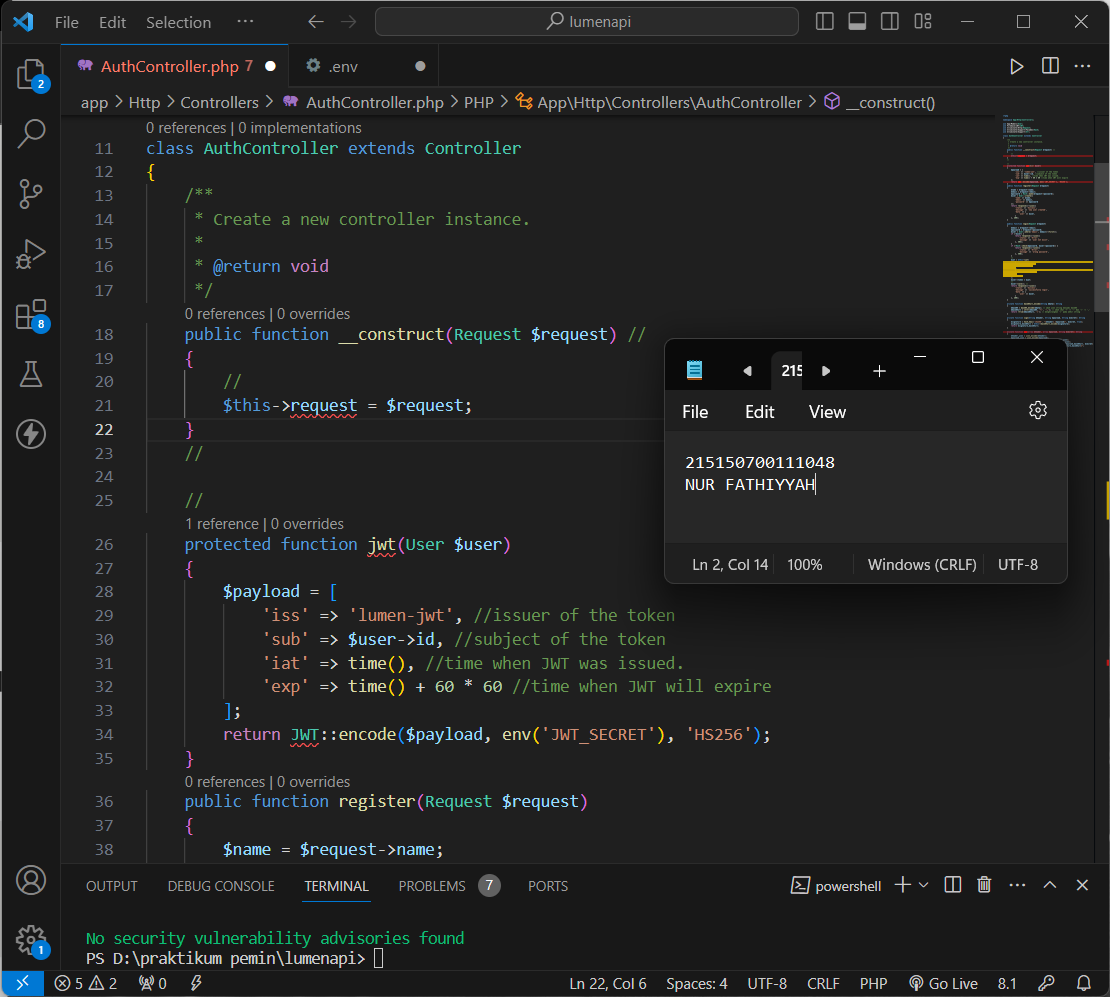 File Edit Selection ··· lumenapi
AuthController.php 7 .env
app > Http > Controllers > AuthController.php > PHP > App\Http\Controllers\AuthController > __construct()
0 references | 0 implementations
11 class AuthController extends Controller
12 {
13 /**
14 * Create a new controller instance.
15 *
16 * @return void
17 */
0 references | 0 overrides
18 public function __construct(Request $request) //
19 {
20 //
21 $this->request = $request;
22 }
23 //
24
25 //
1 reference | 0 overrides
26 protected function jwt(User $user)
27 {
28 $payload = [
29 'iss' => 'lumen-jwt', //issuer of the token
30 'sub' => $user->id, //subject of the token
31 'iat' => time(), //time when JWT was issued.
32 'exp' => time() + 60 * 60 //time when JWT will expire
33 ];
34 return JWT::encode($payload, env('JWT_SECRET'), 'HS256');
35 }
0 references | 0 overrides
36 public function register(Request $request)
37 {
38 $name = $request->name;
215
File Edit View
215150700111048
NUR FATHIYYAH
Ln 2, Col 14 100% Windows (CRLF) UTF-8
2
8
1
OUTPUT DEBUG CONSOLE TERMINAL PROBLEMS 7 PORTS powershell
No security vulnerability advisories found
PS D:\praktikum pemin\lumenapi>
5 2 0 Ln 22, Col 6 Spaces: 4 UTF-8 CRLF PHP Go Live 8.1